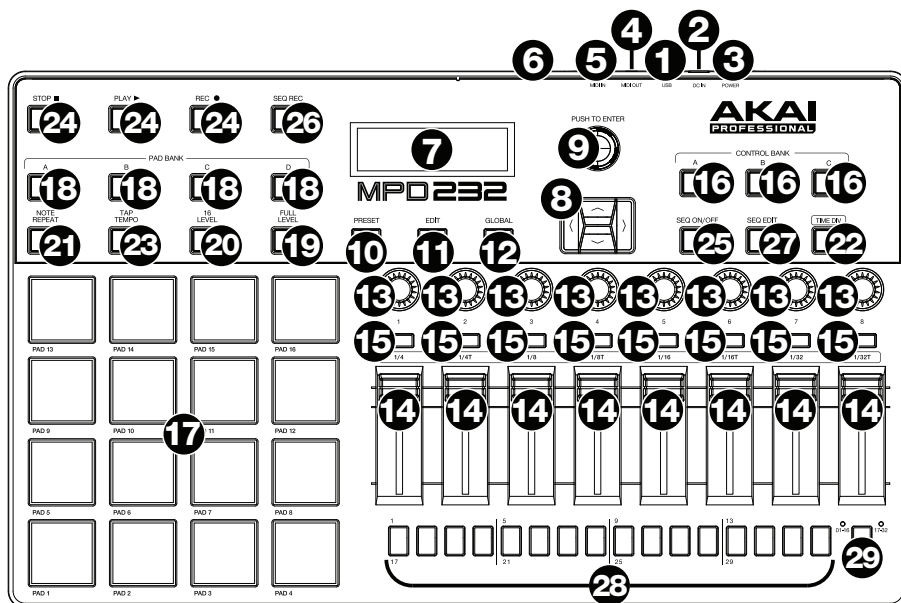 6 5 4 1 2 3
MIDI IN MIDI OUT USB DC IN POWER
STOP ■ PLAY ► REC ● SEQ REC
24 24 24 26
PUSH TO ENTER
9
AKAI
PROFESSIONAL
7
MPD232
PAD BANK
A B C D
18 18 18 18
CONTROL BANK
A B C
16 16 16
8
NOTE REPEAT TAP TEMPO 16 LEVEL FULL LEVEL
21 23 20 19
PRESET EDIT GLOBAL
10 11 12
SEQ ON/OFF SEQ EDIT TIME DIV
25 27 22
13 13 13 13 13 13 13 13
1 2 3 4 5 6 7 8
15 15 15 15 15 15 15 15
1/4 1/4T 1/8 1/8T 1/16 1/16T 1/32 1/32T
14 14 14 14 14 14 14 14
PAD 13 PAD 14 PAD 15 PAD 16
17
PAD 9 PAD 10 PAD 11 PAD 12
PAD 5 PAD 6 PAD 7 PAD 8
PAD 1 PAD 2 PAD 3 PAD 4
1 5 9 13
17 21 25 29
01-16 17-32
28 29